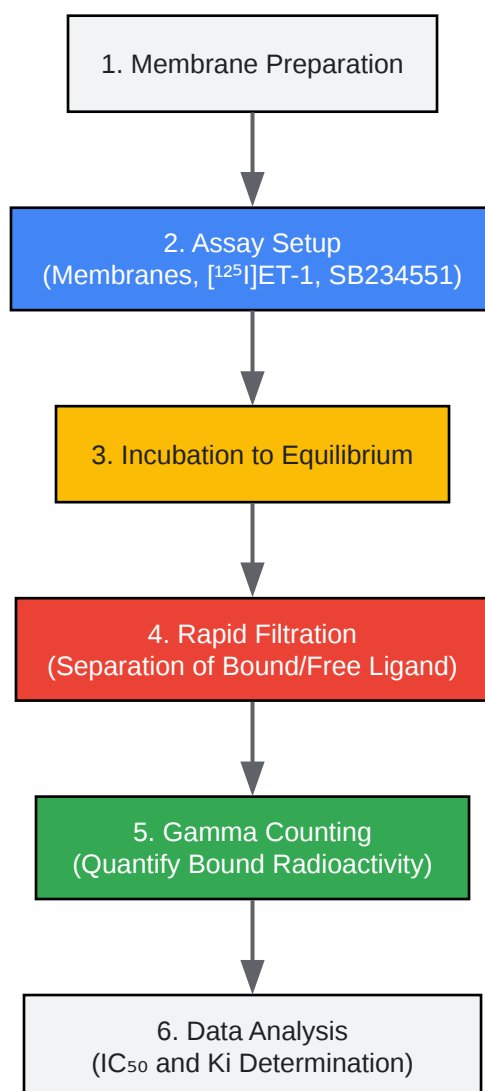 1. Membrane Preparation
2. Assay Setup
(Membranes, [¹²⁵I]ET-1, SB234551)
3. Incubation to Equilibrium
4. Rapid Filtration
(Separation of Bound/Free Ligand)
5. Gamma Counting
(Quantify Bound Radioactivity)
6. Data Analysis
(IC₅₀ and Ki Determination)